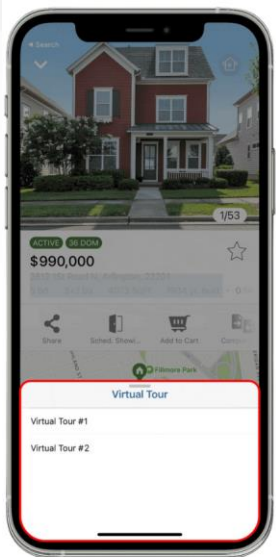 ◂ Search
1/53
ACTIVE 36 DOM
$990,000
Share
Sched. Showi...
Add to Cart
Fillmore Park
Virtual Tour
Virtual Tour #1
Virtual Tour #2